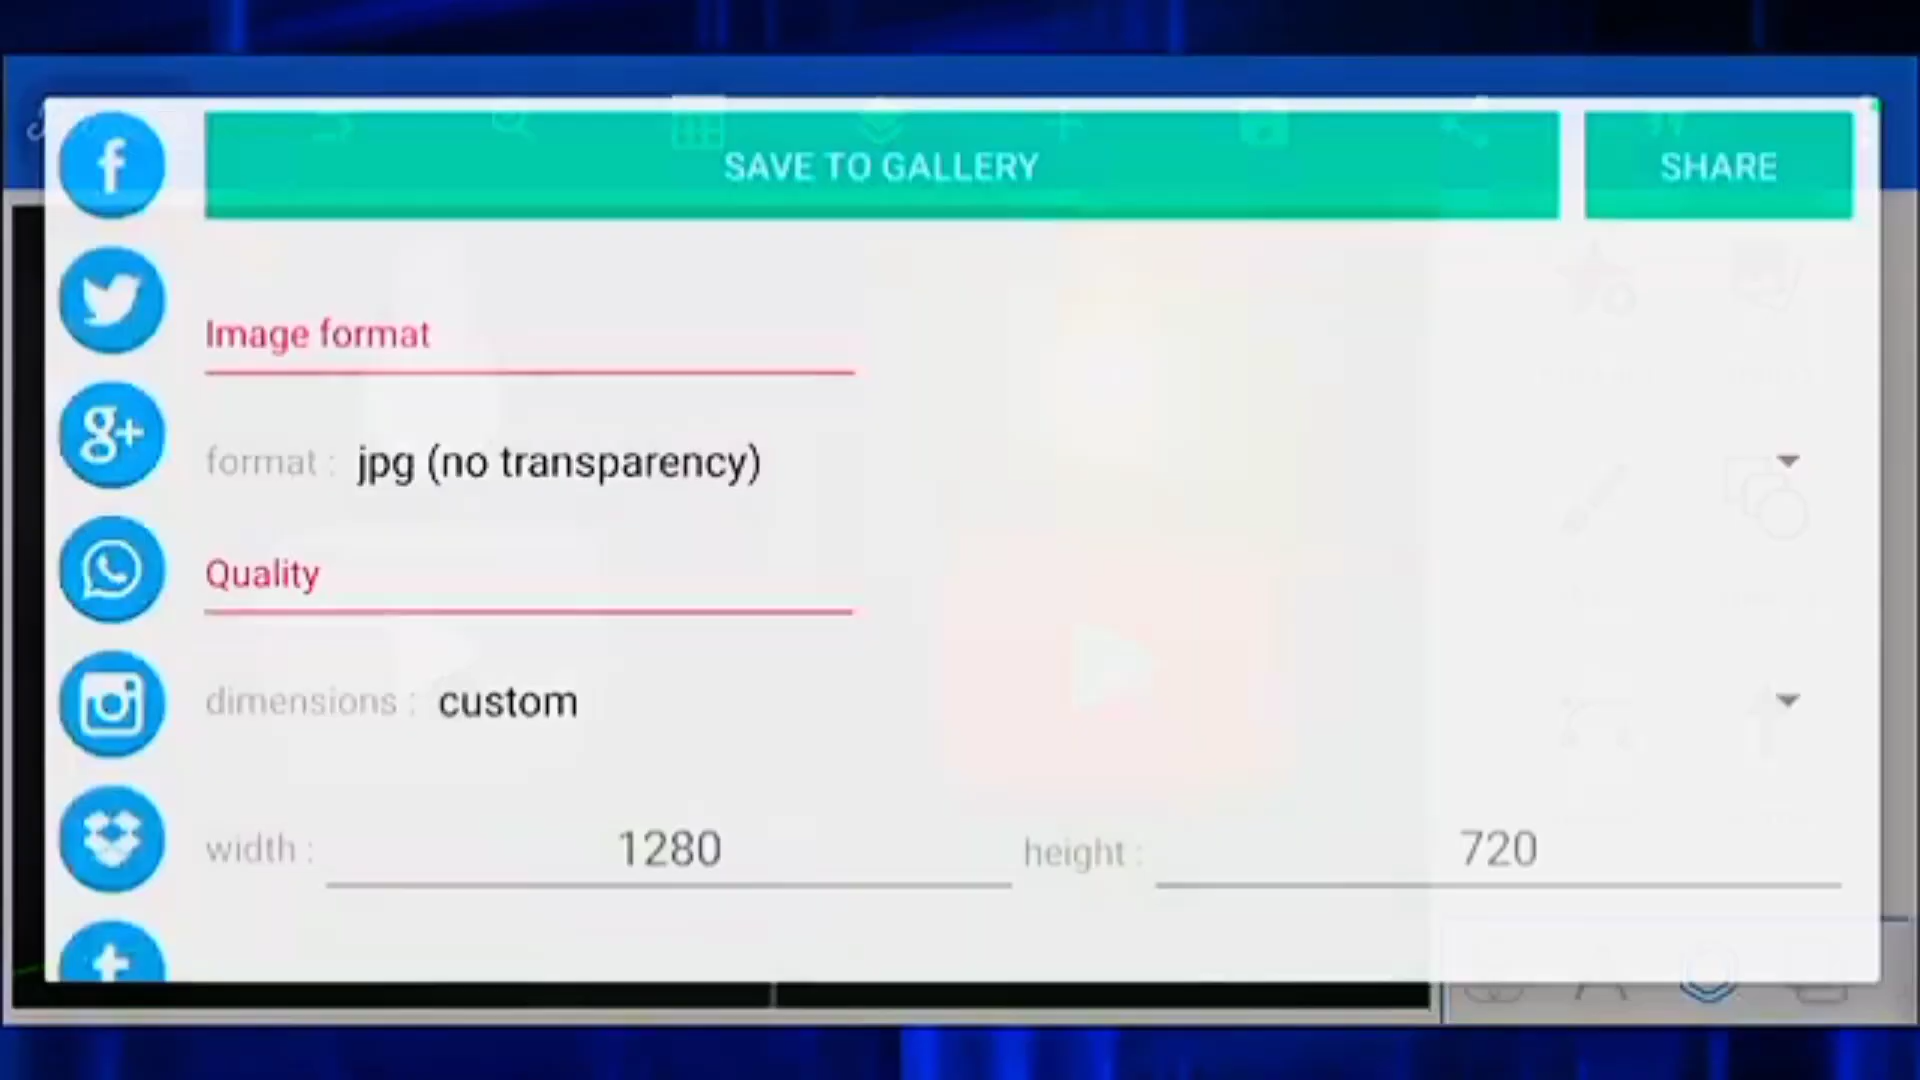 SAVE TO GALLERY
SHARE
Image format
format : jpg (no transparency)
Quality
dimensions : custom
width : 1280 height : 720